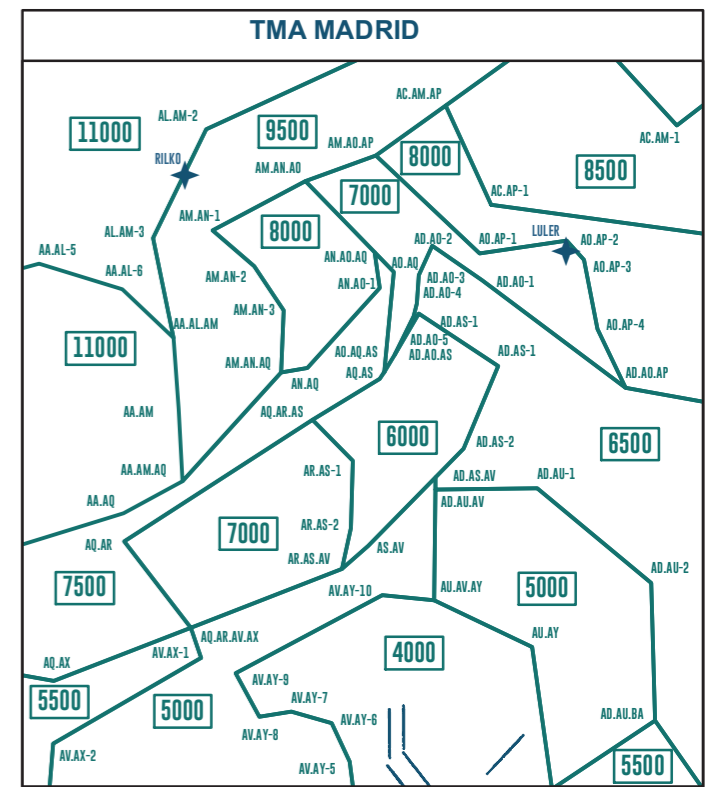 TMA MADRID
AC.AM.AP
AL.AM-2
11000
9500
AM.AO.AP
8000
AC.AM-1
RILKO
AM.AN.AO
7000
8500
AC.AP-1
AM.AN-1
AL.AM-3
8000
AD.AO-2
LULER
AO.AP-1
AO.AP-2
AA.AL-5
AN.AO.AQ
AO.AQ
AO.AP-3
AA.AL-6
AM.AN-2
AN.AO-1
AD.AO-3
AD.AO-1
AD.AO-4
AM.AN-3
AA.AL.AM
AD.AS-1
AO.AP-4
11000
AD.AO-5
AO.AQ.AS
AD.AO.AS
AD.AS-1
AM.AN.AQ
AQ.AS
AD.AO.AP
AN.AQ
AA.AM
AQ.AR.AS
6000
6500
AD.AS-2
AA.AM.AQ
AR.AS-1
AD.AS.AV
AD.AU-1
AA.AQ
AD.AU.AV
AR.AS-2
7000
AQ.AR
AS.AV
AR.AS.AV
AD.AU-2
7500
AV.AY-10
AU.AV.AY
5000
AQ.AR.AV.AX
AU.AY
AV.AX-1
4000
AQ.AX
AV.AY-9
5500
5000
AV.AY-7
AD.AU.BA
AV.AY-6
AV.AY-8
AV.AX-2
AV.AY-5
5500